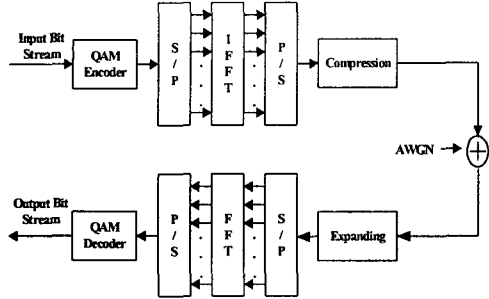 Input Bit
Stream
QAM
Encoder
S
/
P
I
F
F
T
P
/
S
Compression
AWGN
Output Bit
Stream
QAM
Decoder
P
/
S
F
F
T
S
/
P
Expanding